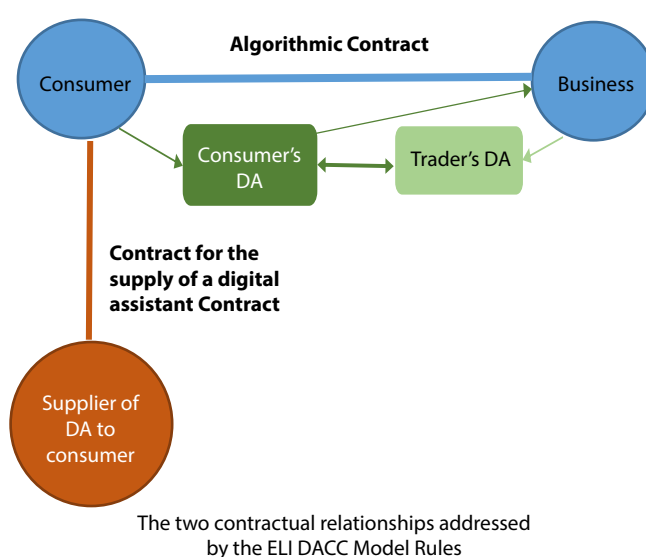 Algorithmic Contract
Consumer
Business
Consumer’s
DA
Trader’s DA
Contract for the
supply of a digital
assistant Contract
Supplier of
DA to
consumer
The two contractual relationships addressed
by the ELI DACC Model Rules